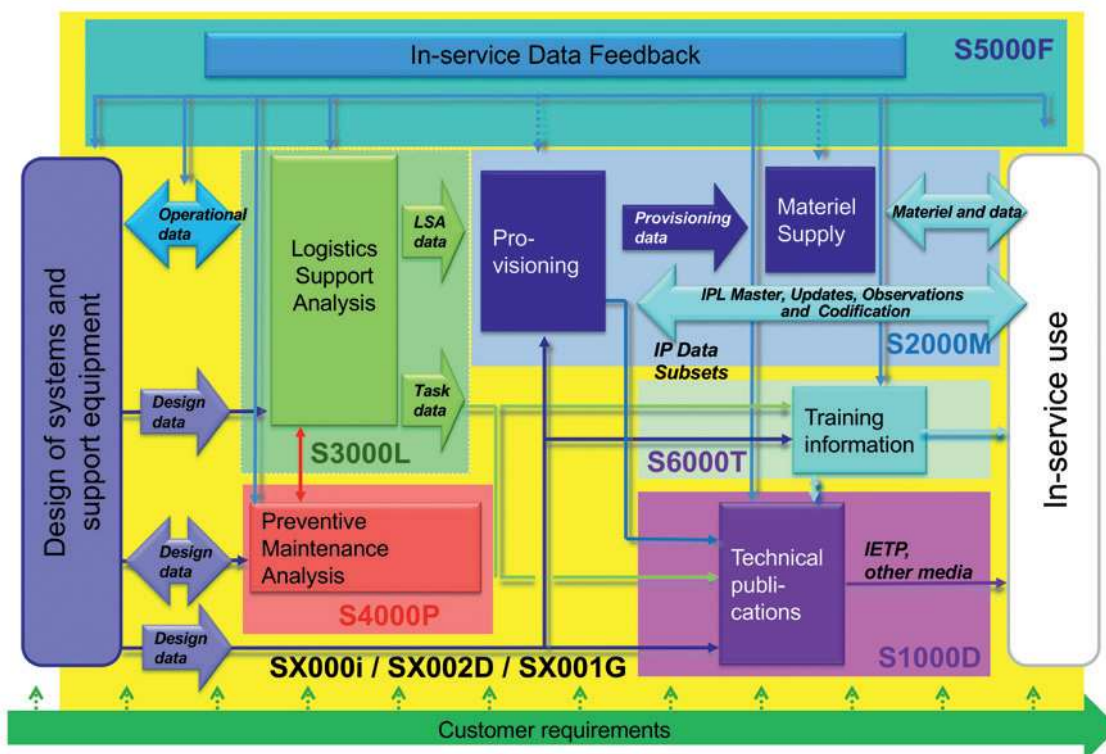 In-service Data Feedback
S5000F
Design of systems and
support equipment
Operational
data
Logistics
Support
Analysis
LSA
data
Pro-
visioning
Provisioning
data
Materiel
Supply
Materiel and data
IPL Master, Updates, Observations
and Codification
S2000M
IP Data
Subsets
In-service use
Design
data
Task
data
S3000L
Training
information
S6000T
Design
data
Preventive
Maintenance
Analysis
S4000P
Technical
publi-
cations
IETP,
other media
S1000D
Design
data
SX000i / SX002D / SX001G
Customer requirements